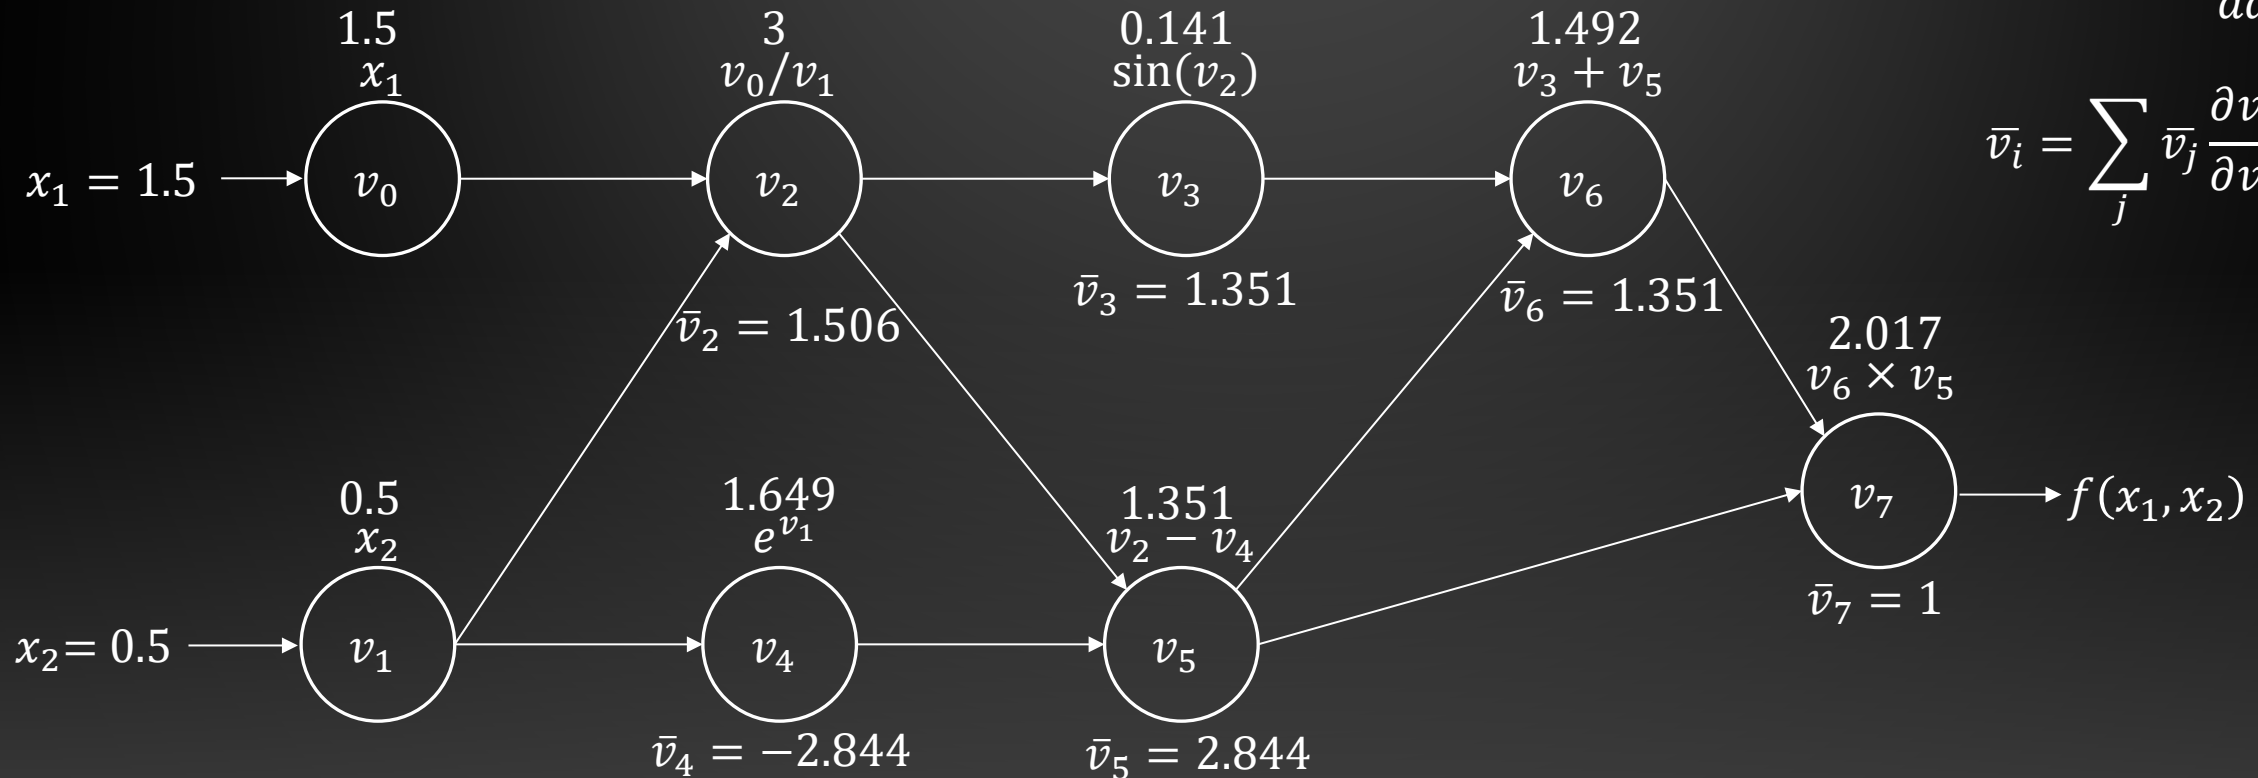 1.5
x₁
3
v₀/v₁
0.141
sin(v₂)
1.492
v₃ + v₅
x₁ = 1.5
v₀
v₂
v₃
v₆
v̄ᵢ = ∑ⱼ v̄ⱼ ∂v/∂v
v̄₂ = 1.506
v̄₃ = 1.351
v̄₆ = 1.351
2.017
v₆ × v₅
v₇
f(x₁, x₂)
v̄₇ = 1
0.5
x₂
1.649
e^{v₁}
1.351
v₂ − v₄
x₂= 0.5
v₁
v₄
v₅
v̄₄ = −2.844
v̄₅ = 2.844